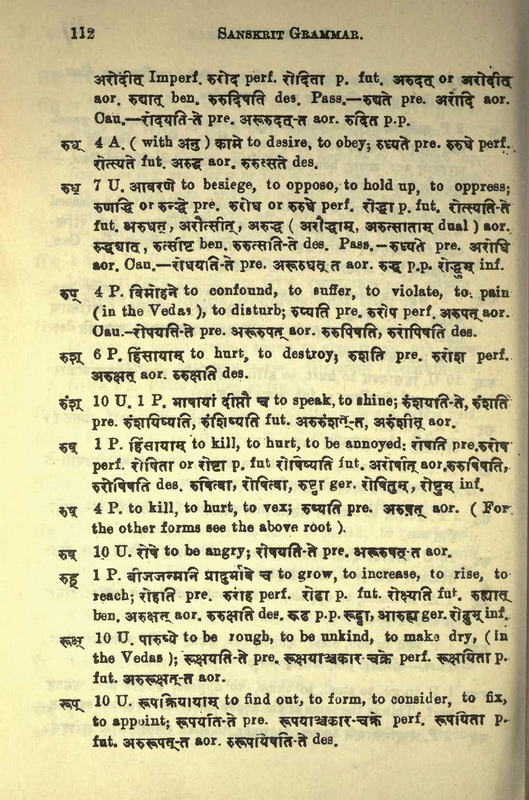 112 SANSKRIT GRAMMAR.
अरोदीत् Imperf. रुरोद perf. रोदिता p. fut. अरुदत् or अरोदीत्
aor. रुद्यात् ben. रुरुदिषति des. Pass.—रुद्यते pre. अरोदि aor.
Cau.—रोदयति-ते pre. अरूरुदत्-त aor. रुदित p.p.
रुध् 4 A. ( with अनु ) कामे to desire, to obey; रुध्यते pre. रुरुधे perf.
रोत्स्यते fut. अरुद्ध aor. रुरुत्सते des.
रुध् 7 U. आवरणे to besiege, to opposo, to hold up, to oppress;
रुणद्धि or रुन्द्धे pre. रुरोध or रुरुधे perf. रोद्धा p. fut. रोत्स्यति-ते
fut. अरुधत्, अरौत्सीत्, अरुद्ध ( अरौद्धाम्, अरुत्साताम् dual ) aor.
रुद्ध्यात्, रुत्सीष्ट ben. रुरुत्सति-ते des. Pass.—रुध्यते pre. अरोधि
aor. Cau.—रोधयति-ते pre. अरूरुधत् त aor. रुद्ध p.p. रोद्धुम् inf.
रुप् 4 P. विमोहने to confound, to suffer, to violate, to pain
(in the Vedas ), to disturb; रुप्यति pre. रुरोप perf. अरुपत् aor.
Cau.—रोपयति-ते pre. अरूरुपत् aor. रुरुपिषति, रुरोपिषति des.
रुश् 6 P. हिंसायाम् to hurt, to destroy; रुशति pre. रुरोश perf.
अरुक्षत् aor. रुरुक्षति des.
रुंश् 10 U. 1 P. भाषायां दीप्तौ च to speak, to shine; रुंशयति-ते, रुंशति
pre. रुंशयिष्यति, रुंशिष्यति fut. अरुरुंशत्-त, अरुंशीत् aor.
रुष् 1 P. हिंसायाम् to kill, to hurt, to be annoyed; रोषति pre. रुरोष
perf. रोषिता or रोष्टा p. fut रोषिष्यति fut. अरोषीत् aor. रुरुषिषति,
रुरोषिषति des. रुषित्वा, रोषित्वा, रुष्ट्वा ger. रोषितुम्, रोष्टुम् inf.
रुष् 4 P. to kill, to hurt, to vex; रुष्यति pre. अरुषत् aor. ( For
the other forms see the above root ).
रुष् 10 U. रोषे to be angry; रोषयति-ते pre. अरूरुषत्-त aor.
रुह् 1 P. बीजजन्मनि प्रादुर्भावे च to grow, to increase, to rise, to
reach; रोहति pre. रुरोह perf. रोढा p. fut. रोक्ष्यति fut. रुह्यात्
ben. अरुक्षत् aor. रुरुक्षति des. रूढ p.p. रूढ्वा, आरुह्य ger. रोढुम् inf.
रूक्ष् 10 U. पारुष्ये to be rough, to be unkind, to make dry, (in
the Vedas ); रूक्षयति-ते pre. रूक्षयाञ्चकार-चक्रे perf. रूक्षयिता p.
fut. अरुरूक्षत्-त aor.
रूप् 10 U. रूपक्रियायाम् to find out, to form, to consider, to fix,
to appoint; रूपयति-ते pre. रूपयाञ्चकार-चक्रे perf. रूपयिता p.
fut. अरुरूपत्-त aor. रुरूपयिषति-ते des.